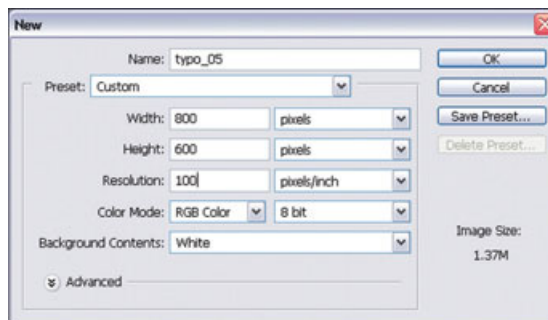 New
Name: typo_05
OK
Preset: Custom
Cancel
Width: 800 pixels
Save Preset...
Height: 600 pixels
Delete Preset...
Resolution: 100 pixels/inch
Color Mode: RGB Color 8 bit
Image Size:
Background Contents: White
1.37M
Advanced